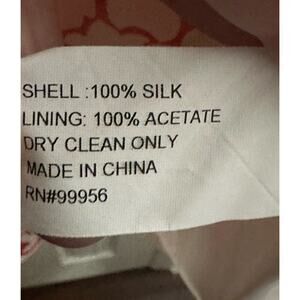 SHELL :100% SILK
LINING: 100% ACETATE
DRY CLEAN ONLY
MADE IN CHINA
RN#99956